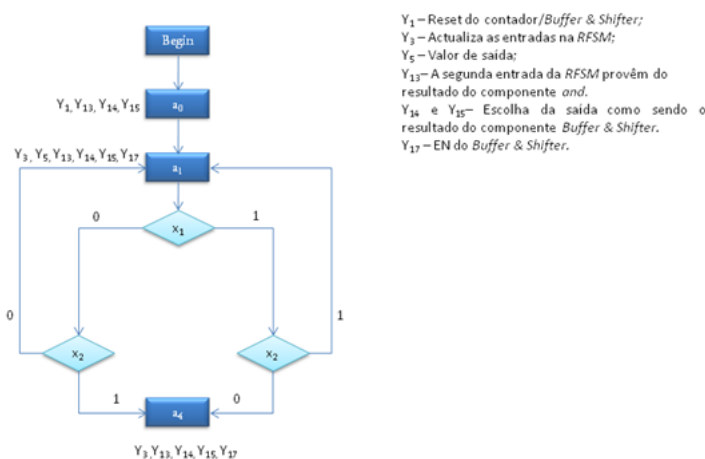 Begin
Y₁, Y₁₃, Y₁₄, Y₁₅
a₀
Y₃, Y₅, Y₁₃, Y₁₄, Y₁₅, Y₁₇
a₁
0
x₁
1
0
x₂
x₂
1
1
a₄
0
Y₃,Y₁₃, Y₁₄, Y₁₅, Y₁₇
Y₁ – Reset do contador/Buffer & Shifter;
Y₃ – Actualiza as entradas na RFSM;
Y₅ – Valor de saída;
Y₁₃– A segunda entrada da RFSM provêm do
resultado do componente and.
Y₁₄ e Y₁₅– Escolha da saída como sendo o
resultado do componente Buffer & Shifter.
Y₁₇ – EN do Buffer & Shifter.